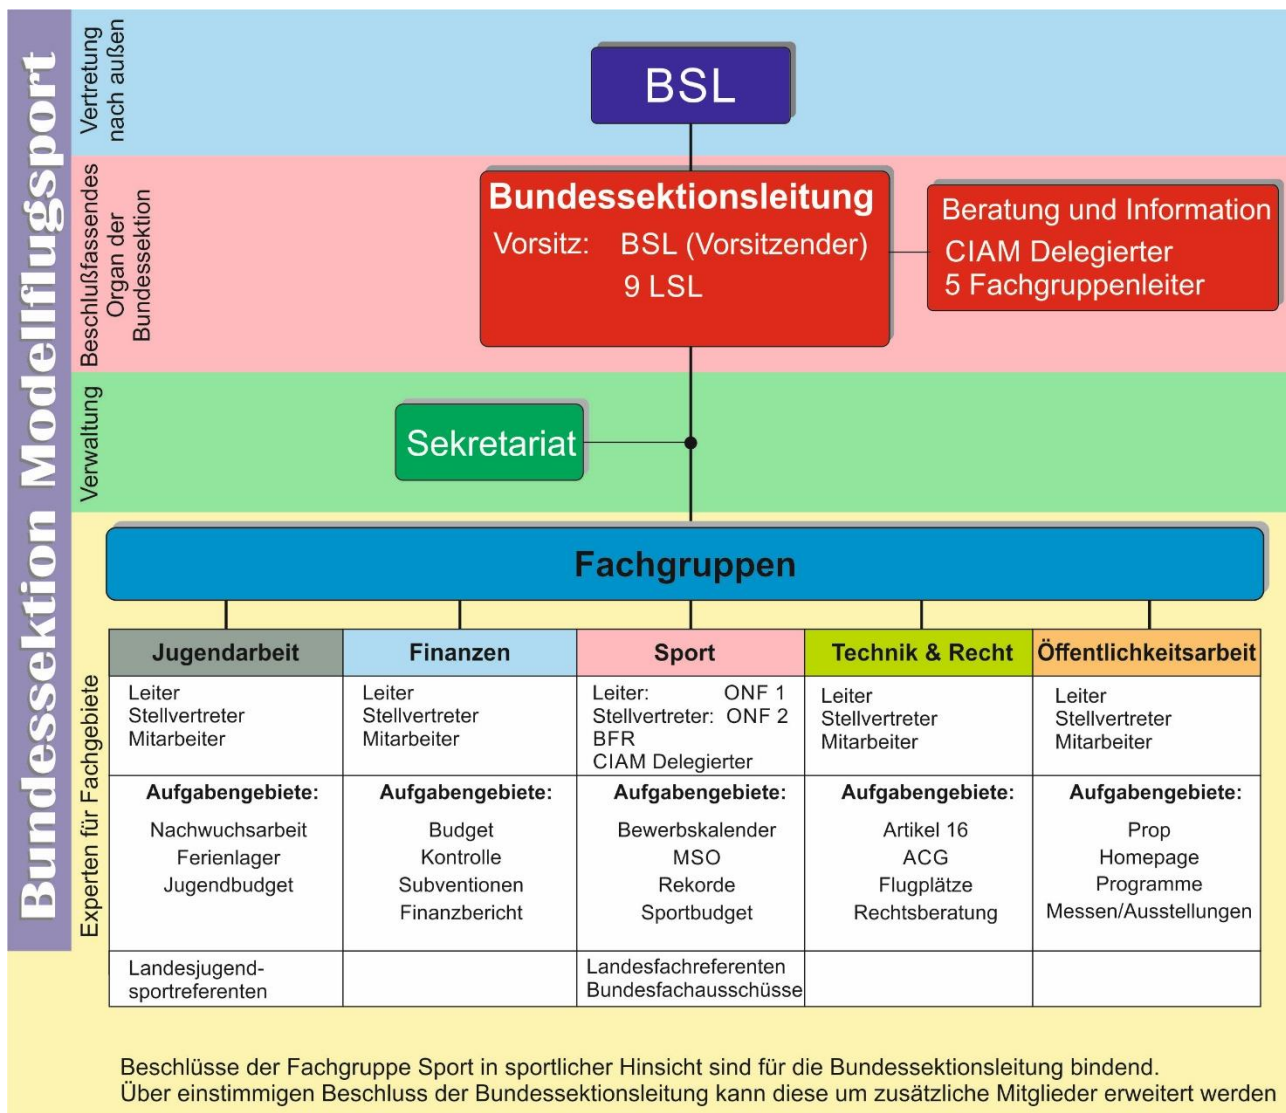 Bundessektion Modellflugsport
Vertretung
nach außen
BSL
Beschlußfassendes
Organ der
Bundessektion
Bundessektionsleitung
Vorsitz: BSL (Vorsitzender)
9 LSL
Beratung und Information
CIAM Delegierter
5 Fachgruppenleiter
Verwaltung
Sekretariat
Experten für Fachgebiete
Fachgruppen
Jugendarbeit
Leiter
Stellvertreter
Mitarbeiter
Aufgabengebiete:
Nachwuchsarbeit
Ferienlager
Jugendbudget
Landesjugend-
sportreferenten
Finanzen
Leiter
Stellvertreter
Mitarbeiter
Aufgabengebiete:
Budget
Kontrolle
Subventionen
Finanzbericht
Sport
Leiter: ONF 1
Stellvertreter: ONF 2
BFR
CIAM Delegierter
Aufgabengebiete:
Bewerbskalender
MSO
Rekorde
Sportbudget
Landesfachreferenten
Bundesfachausschüsse
Technik & Recht
Leiter
Stellvertreter
Mitarbeiter
Aufgabengebiete:
Artikel 16
ACG
Flugplätze
Rechtsberatung
Öffentlichkeitsarbeit
Leiter
Stellvertreter
Mitarbeiter
Aufgabengebiete:
Prop
Homepage
Programme
Messen/Ausstellungen
Beschlüsse der Fachgruppe Sport in sportlicher Hinsicht sind für die Bundessektionsleitung bindend.
Über einstimmigen Beschluss der Bundessektionsleitung kann diese um zusätzliche Mitglieder erweitert werden